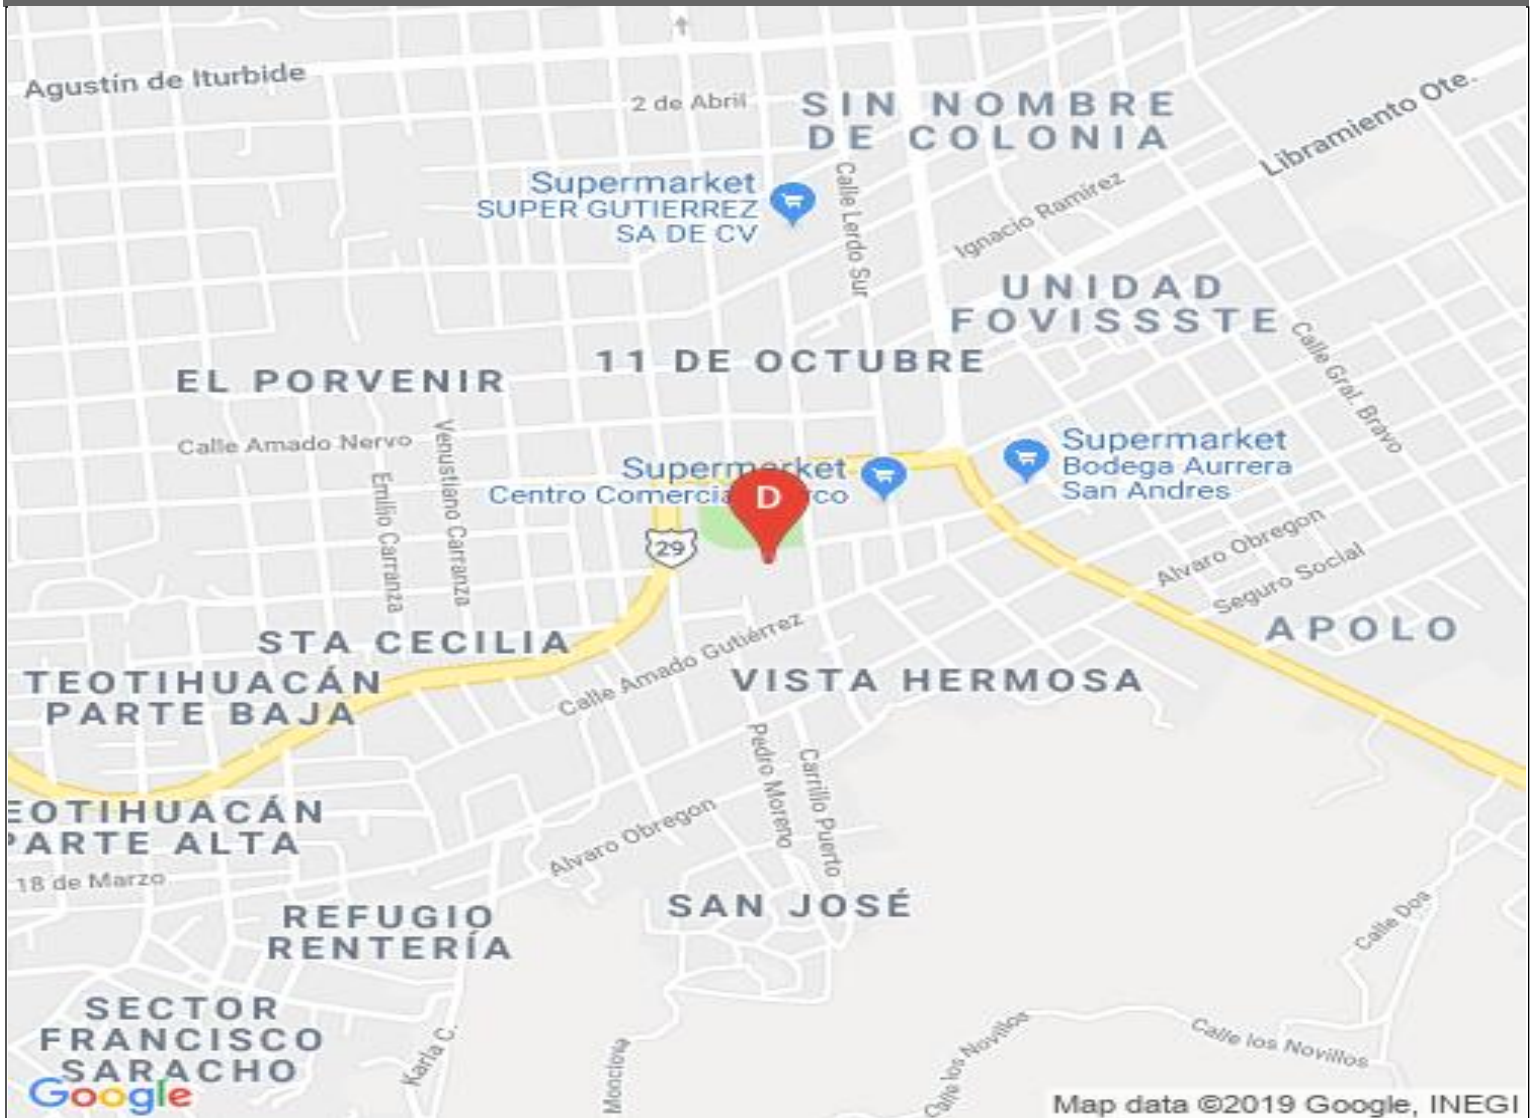 Agustín de Iturbide
2 de Abril
SIN NOMBRE
DE COLONIA
Libramiento Ote.
Supermarket
SUPER GUTIERREZ
SA DE CV
Calle Lerdo Sur
Ignacio Ramírez
UNIDAD
FOVISSSTE
Calle Gral. Bravo
11 DE OCTUBRE
EL PORVENIR
Calle Amado Nervo
Venustiano Carranza
Emilio Carranza
Supermarket
Centro Comercia
rco
D
Supermarket
Bodega Aurrera
San Andres
29
Alvaro Obregon
Seguro Social
APOLO
STA CECILIA
Calle Amado Gutiérrez
TEOTIHUACÁN
PARTE BAJA
VISTA HERMOSA
Pedro Moreno
Carrillo Puerto
EOTIHUACÁN
PARTE ALTA
Alvaro Obregon
18 de Marzo
REFUGIO
RENTERÍA
SAN JOSÉ
Calle Doa
SECTOR
FRANCISCO
SARACHO
Karla C.
Monclova
Calle los Novillos
Calle los Novillos
Google
Map data ©2019 Google, INEGI